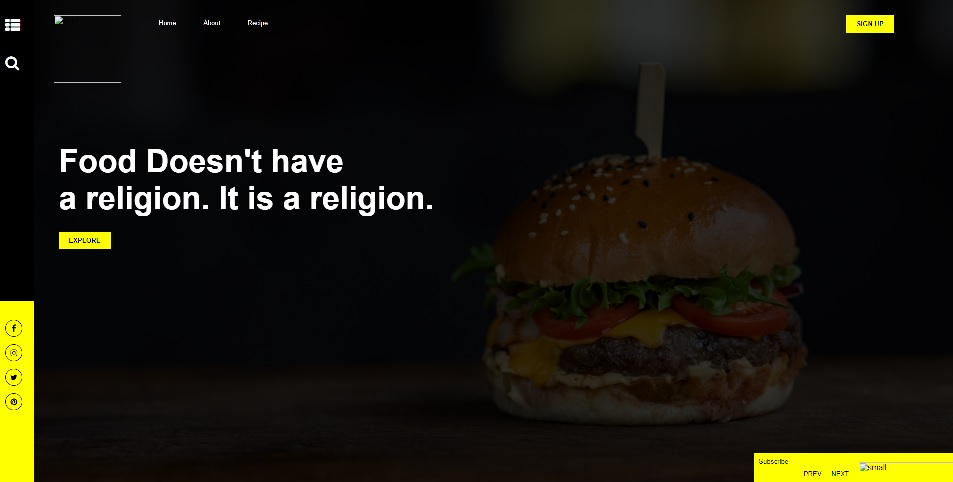 Home About Recipe
SIGN UP
Food Doesn't have
a religion. It is a religion.
EXPLORE
Subscribe
PREV NEXT
small